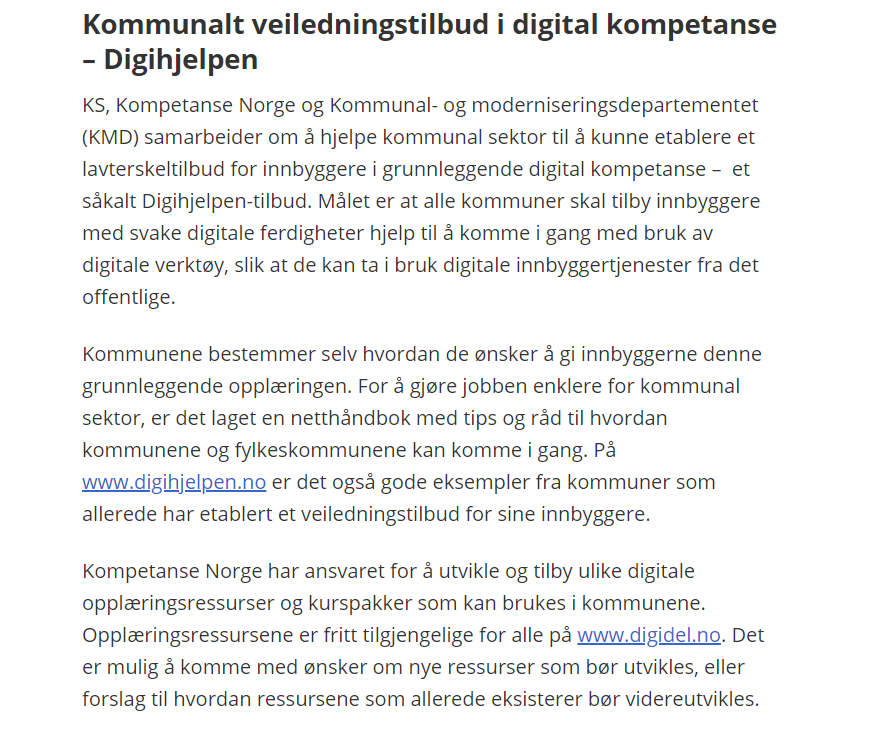 Kommunalt veiledningstilbud i digital kompetanse
– Digihjelpen
KS, Kompetanse Norge og Kommunal- og moderniseringsdepartementet
(KMD) samarbeider om å hjelpe kommunal sektor til å kunne etablere et
lavterskeltilbud for innbyggere i grunnleggende digital kompetanse –  et
såkalt Digihjelpen-tilbud. Målet er at alle kommuner skal tilby innbyggere
med svake digitale ferdigheter hjelp til å komme i gang med bruk av
digitale verktøy, slik at de kan ta i bruk digitale innbyggertjenester fra det
offentlige.
Kommunene bestemmer selv hvordan de ønsker å gi innbyggerne denne
grunnleggende opplæringen. For å gjøre jobben enklere for kommunal
sektor, er det laget en netthåndbok med tips og råd til hvordan
kommunene og fylkeskommunene kan komme i gang. På
www.digihjelpen.no er det også gode eksempler fra kommuner som
allerede har etablert et veiledningstilbud for sine innbyggere.
Kompetanse Norge har ansvaret for å utvikle og tilby ulike digitale
opplæringsressurser og kurspakker som kan brukes i kommunene.
Opplæringsressursene er fritt tilgjengelige for alle på www.digidel.no. Det
er mulig å komme med ønsker om nye ressurser som bør utvikles, eller
forslag til hvordan ressursene som allerede eksisterer bør videreutvikles.